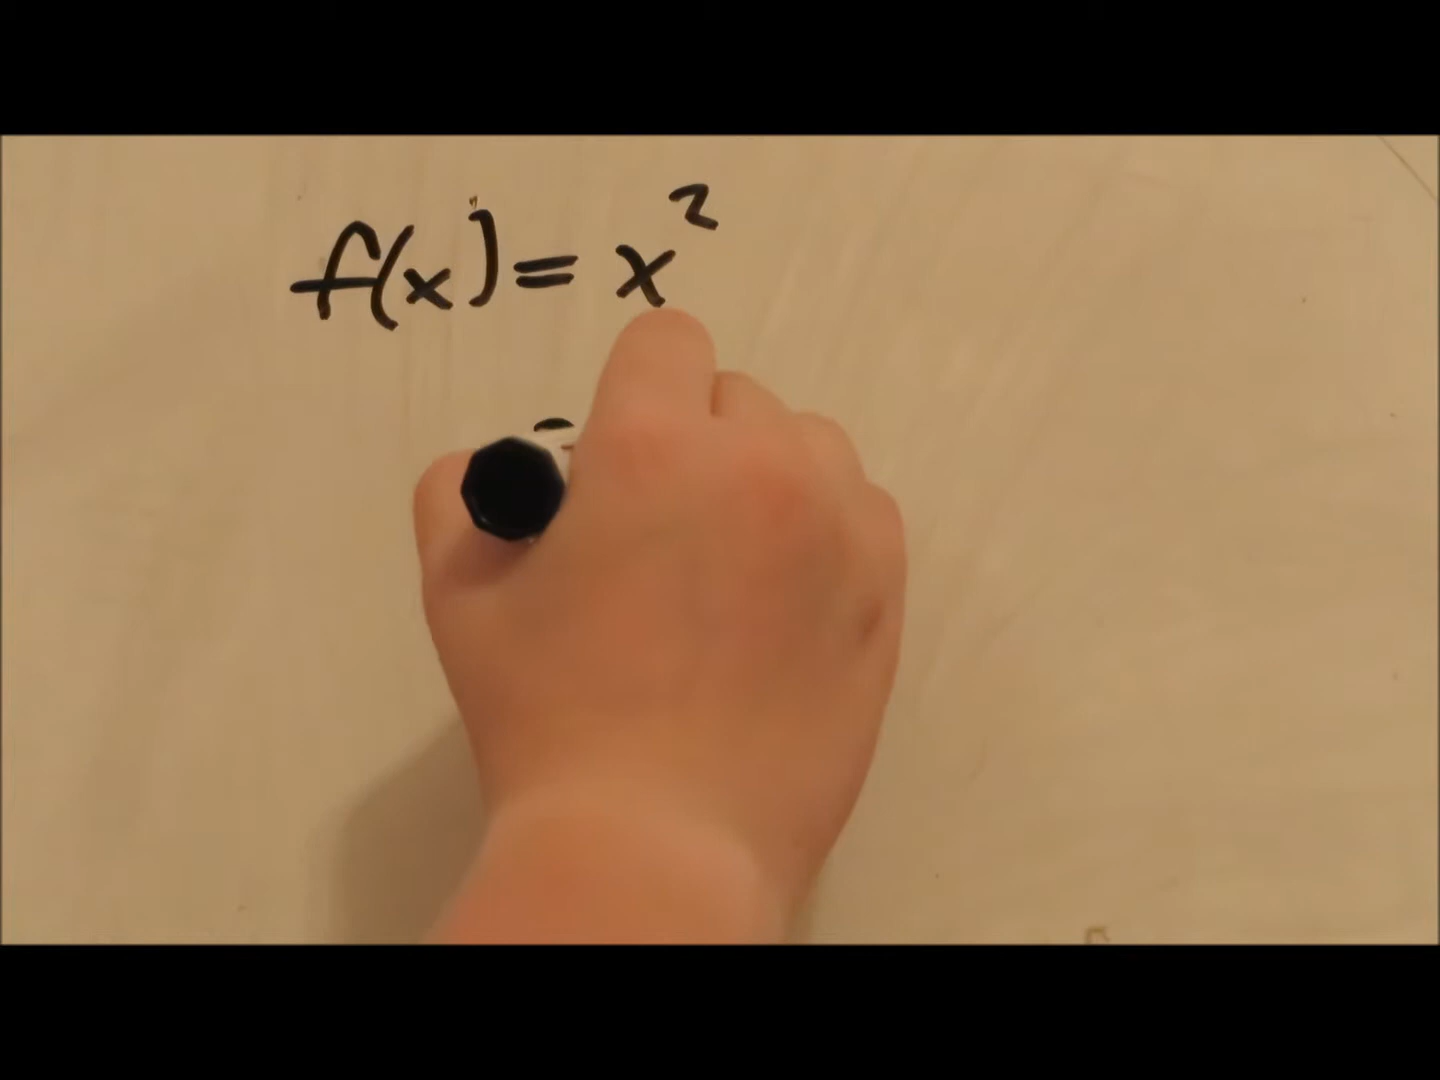 f(x) = x²